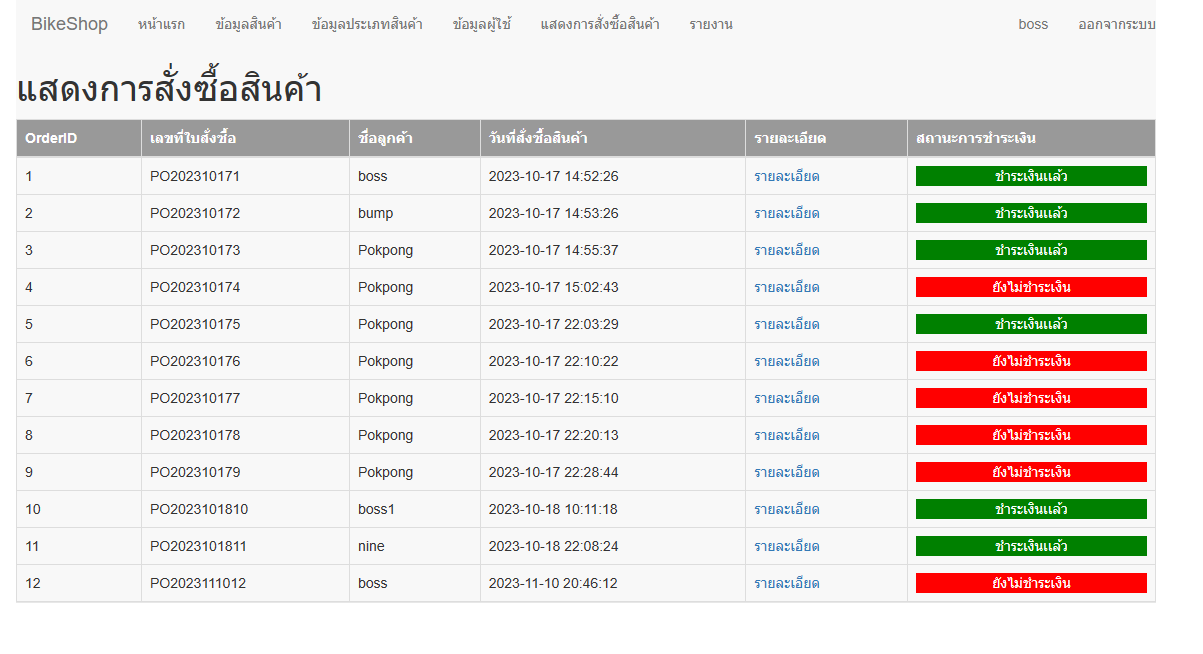 BikeShop หน้าแรก ข้อมูลสินค้า ข้อมูลประเภทสินค้า ข้อมูลผู้ใช้ แสดงการสั่งซื้อสินค้า รายงาน boss ออกจากระบบ
แสดงการสั่งซื้อสินค้า
OrderID เลขที่ใบสั่งซื้อ ชื่อลูกค้า วันที่สั่งซื้อสินค้า รายละเอียด สถานะการชำระเงิน
1 PO202310171 boss 2023-10-17 14:52:26 รายละเอียด ชำระเงินแล้ว
2 PO202310172 bump 2023-10-17 14:53:26 รายละเอียด ชำระเงินแล้ว
3 PO202310173 Pokpong 2023-10-17 14:55:37 รายละเอียด ชำระเงินแล้ว
4 PO202310174 Pokpong 2023-10-17 15:02:43 รายละเอียด ยังไม่ชำระเงิน
5 PO202310175 Pokpong 2023-10-17 22:03:29 รายละเอียด ชำระเงินแล้ว
6 PO202310176 Pokpong 2023-10-17 22:10:22 รายละเอียด ยังไม่ชำระเงิน
7 PO202310177 Pokpong 2023-10-17 22:15:10 รายละเอียด ยังไม่ชำระเงิน
8 PO202310178 Pokpong 2023-10-17 22:20:13 รายละเอียด ยังไม่ชำระเงิน
9 PO202310179 Pokpong 2023-10-17 22:28:44 รายละเอียด ยังไม่ชำระเงิน
10 PO2023101810 boss1 2023-10-18 10:11:18 รายละเอียด ชำระเงินแล้ว
11 PO2023101811 nine 2023-10-18 22:08:24 รายละเอียด ชำระเงินแล้ว
12 PO2023111012 boss 2023-11-10 20:46:12 รายละเอียด ยังไม่ชำระเงิน